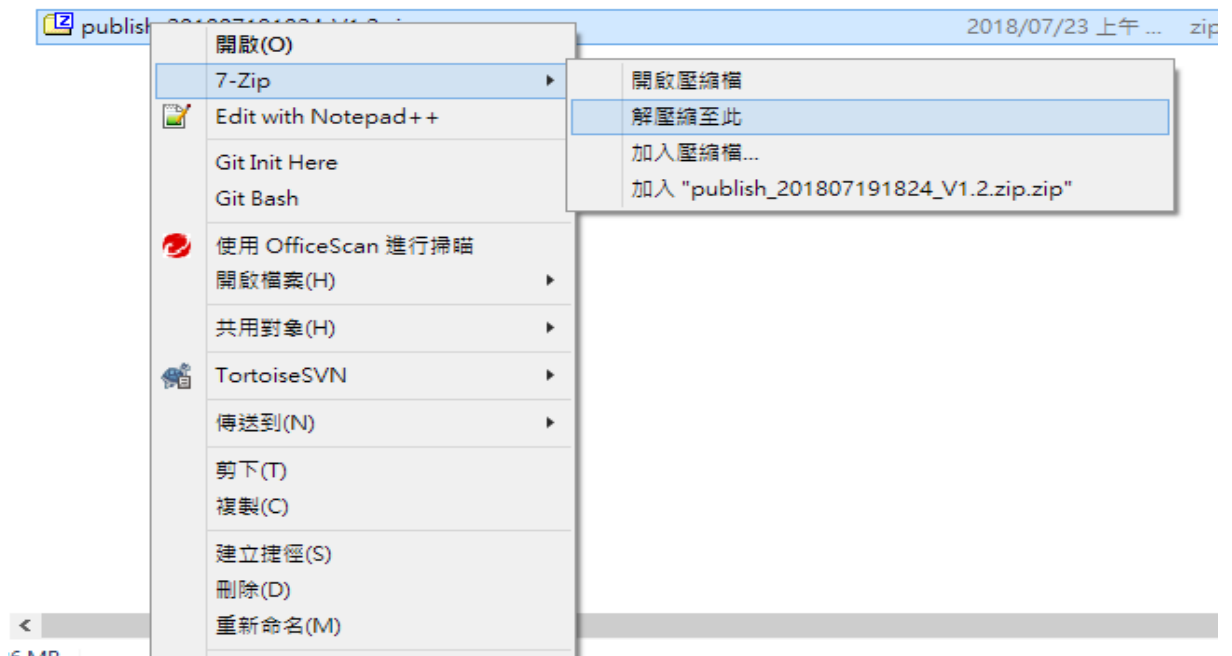 publish 2018/07/23 上午 ... zip
開啟(O)
7-Zip
開啟壓縮檔
Edit with Notepad++
解壓縮至此
加入壓縮檔...
Git Init Here
加入 "publish_201807191824_V1.2.zip.zip"
Git Bash
使用 OfficeScan 進行掃瞄
開啟檔案(H)
共用對象(H)
TortoiseSVN
傳送到(N)
剪下(T)
複製(C)
建立捷徑(S)
刪除(D)
重新命名(M)